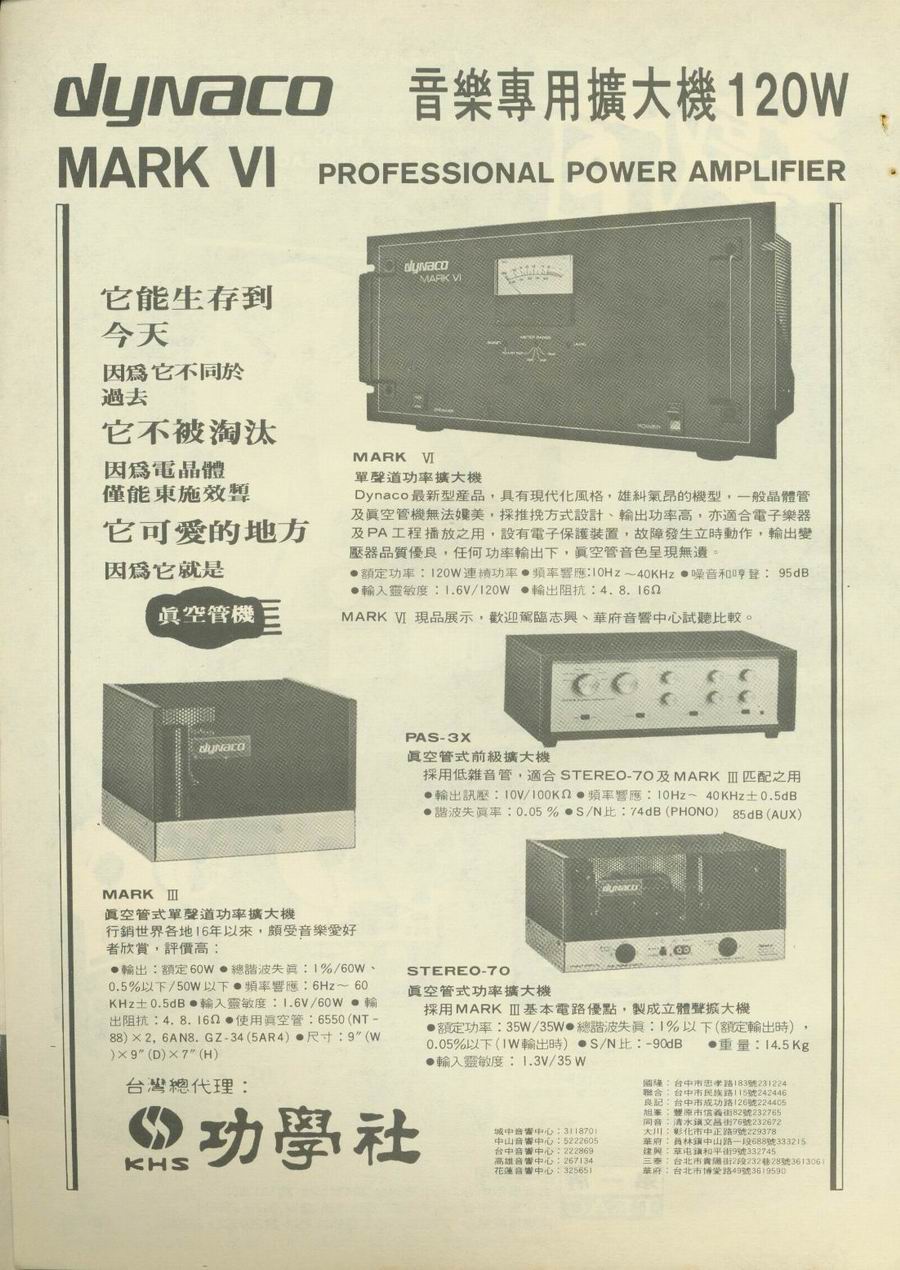 dynaco 音樂專用擴大機120W
MARK VI PROFESSIONAL POWER AMPLIFIER
它能生存到
今天
因爲它不同於
過去
它不被淘汰
因爲電晶體
僅能東施效顰
它可愛的地方
因爲它就是
眞空管機
dynaco
MARK VI
POWER
MARK Ⅵ
單聲道功率擴大機
Dynaco最新型產品，具有現代化風格，雄糾氣昂的機型，一般晶體管
及眞空管機無法媲美，採推挽方式設計、輸出功率高，亦適合電子樂器
及PA工程播放之用，設有電子保護裝置，故障發生立時動作，輸出變
壓器品質優良，任何功率輸出下，眞空管音色呈現無遺。
●額定功率：120W連續功率●頻率響應:10Hz～40KHz●噪音和哼聲：95dB
●輸入靈敏度：1.6V/120W ●輸出阻抗：4. 8. 16Ω
MARK Ⅵ 現品展示，歡迎駕臨志興、華府音響中心試聽比較。
dynaco
PAS-3X
眞空管式前級擴大機
採用低雜音管，適合STEREO-70及MARK Ⅲ匹配之用
●輸出訊壓：10V/100KΩ●頻率響應：10Hz～ 40KHz±0.5dB
●諧波失眞率：0.05 %●S/N比：74dB(PHONO) 85dB(AUX)
MARK Ⅲ
眞空管式單聲道功率擴大機
行銷世界各地16年以來，頗受音樂愛好
者欣賞，評價高：
●輸出：額定60W●總諧波失眞：1%/60W、
0.5%以下/50W以下●頻率響應：6Hz～ 60
KHz±0.5dB●輸入靈敏度：1.6V/60W ● 輸
出阻抗：4. 8. 16Ω●使用眞空管：6550(NT-
88)×2, 6AN8. GZ-34(5AR4)●尺寸：9″(W
)×9″(D)×7″(H)
dynaco
STEREO-70
眞空管式功率擴大機
採用MARK Ⅲ基本電路優點，製成立體聲擴大機
●額定功率：35W/35W●總諧波失眞：1%以下(額定輸出時)，
0.05%以下(1W輸出時) ●S/N比：-90dB ●重量：14.5Kg
●輸入靈敏度：1.3V/35W
台灣總代理：
KHS 功學社
城中音響中心：3118701
中山音響中心：5222605
台中音響中心：222869
高雄音響中心：267134
花蓮音響中心：325651
國隆：台中市忠孝路183號231224
聯合：台中市民族路115號242446
良記：台中市成功路126號224405
旭峯：豐原市信義街82號232765
同音：清水鎭文昌街76號232672
大川：彰化市中正路9號229378
華府：員林鎭中山路一段688號333215
建興：草屯鎭和平街9號332745
三泰：台北市貴陽街2段232巷28號3613061
華府：台北市博愛路49號3619590